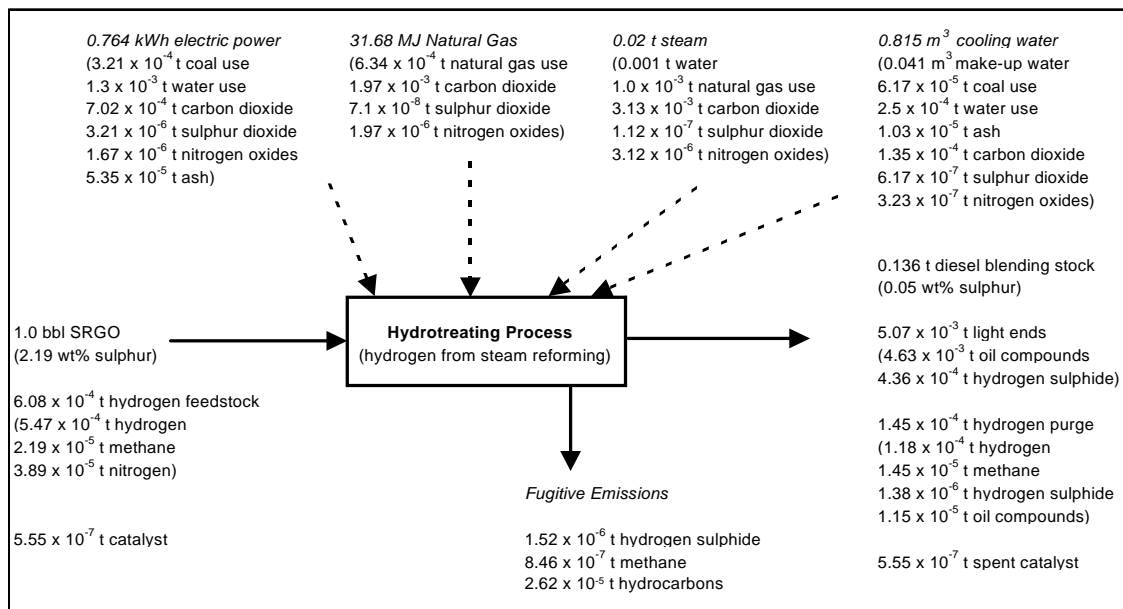 0.764 kWh electric power
(3.21 x 10⁻⁴ t coal use
1.3 x 10⁻³ t water use
7.02 x 10⁻⁴ t carbon dioxide
3.21 x 10⁻⁶ t sulphur dioxide
1.67 x 10⁻⁶ t nitrogen oxides
5.35 x 10⁻⁵ t ash)
31.68 MJ Natural Gas
(6.34 x 10⁻⁴ t natural gas use
1.97 x 10⁻³ t carbon dioxide
7.1 x 10⁻⁸ t sulphur dioxide
1.97 x 10⁻⁶ t nitrogen oxides)
0.02 t steam
(0.001 t water
1.0 x 10⁻³ t natural gas use
3.13 x 10⁻³ t carbon dioxide
1.12 x 10⁻⁷ t sulphur dioxide
3.12 x 10⁻⁶ t nitrogen oxides)
0.815 m³ cooling water
(0.041 m³ make-up water
6.17 x 10⁻⁵ t coal use
2.5 x 10⁻⁴ t water use
1.03 x 10⁻⁵ t ash
1.35 x 10⁻⁴ t carbon dioxide
6.17 x 10⁻⁷ t sulphur dioxide
3.23 x 10⁻⁷ t nitrogen oxides)
1.0 bbl SRGO
(2.19 wt% sulphur)
6.08 x 10⁻⁴ t hydrogen feedstock
(5.47 x 10⁻⁴ t hydrogen
2.19 x 10⁻⁵ t methane
3.89 x 10⁻⁵ t nitrogen)
5.55 x 10⁻⁷ t catalyst
Hydrotreating Process
(hydrogen from steam reforming)
Fugitive Emissions
1.52 x 10⁻⁶ t hydrogen sulphide
8.46 x 10⁻⁷ t methane
2.62 x 10⁻⁵ t hydrocarbons
0.136 t diesel blending stock
(0.05 wt% sulphur)
5.07 x 10⁻³ t light ends
(4.63 x 10⁻³ t oil compounds
4.36 x 10⁻⁴ t hydrogen sulphide)
1.45 x 10⁻⁴ t hydrogen purge
(1.18 x 10⁻⁴ t hydrogen
1.45 x 10⁻⁵ t methane
1.38 x 10⁻⁶ t hydrogen sulphide
1.15 x 10⁻⁵ t oil compounds)
5.55 x 10⁻⁷ t spent catalyst